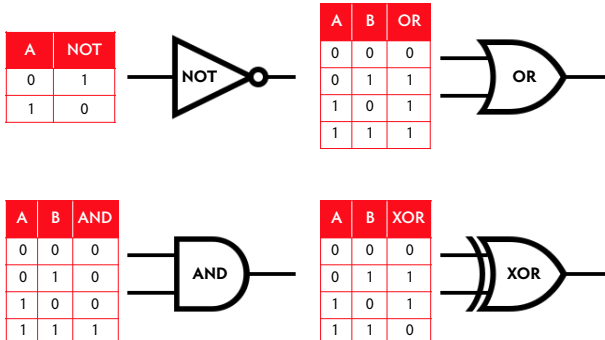 A NOT
0 1
1 0
NOT
A B OR
0 0 0
0 1 1
1 0 1
1 1 1
OR
A B AND
0 0 0
0 1 0
1 0 0
1 1 1
AND
A B XOR
0 0 0
0 1 1
1 0 1
1 1 0
XOR